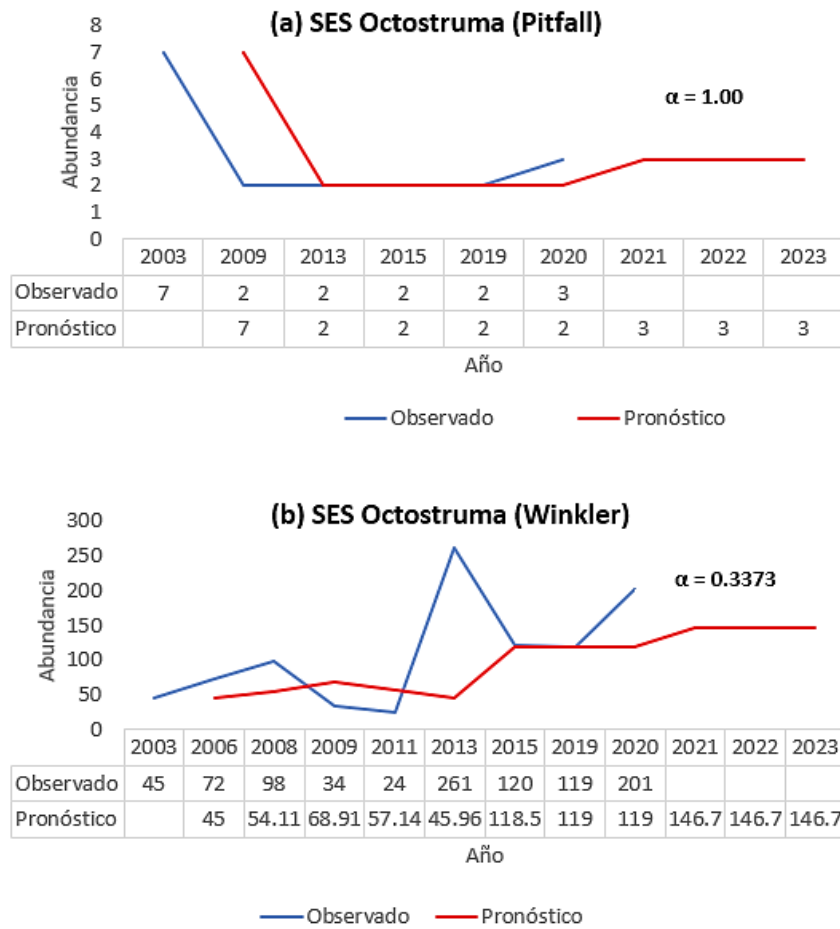 (a) SES Octostruma (Pitfall)
8
7
6
5
4
3
2
1
0
Abundancia
α = 1.00
2003 2009 2013 2015 2019 2020 2021 2022 2023
Observado 7 2 2 2 2 3
Pronóstico 7 2 2 2 2 3 3 3
Año
Observado Pronóstico
(b) SES Octostruma (Winkler)
300
250
200
150
100
50
0
Abundancia
α = 0.3373
2003 2006 2008 2009 2011 2013 2015 2019 2020 2021 2022 2023
Observado 45 72 98 34 24 261 120 119 201
Pronóstico 45 54.11 68.91 57.14 45.96 118.5 119 119 146.7 146.7 146.7
Año
Observado Pronóstico